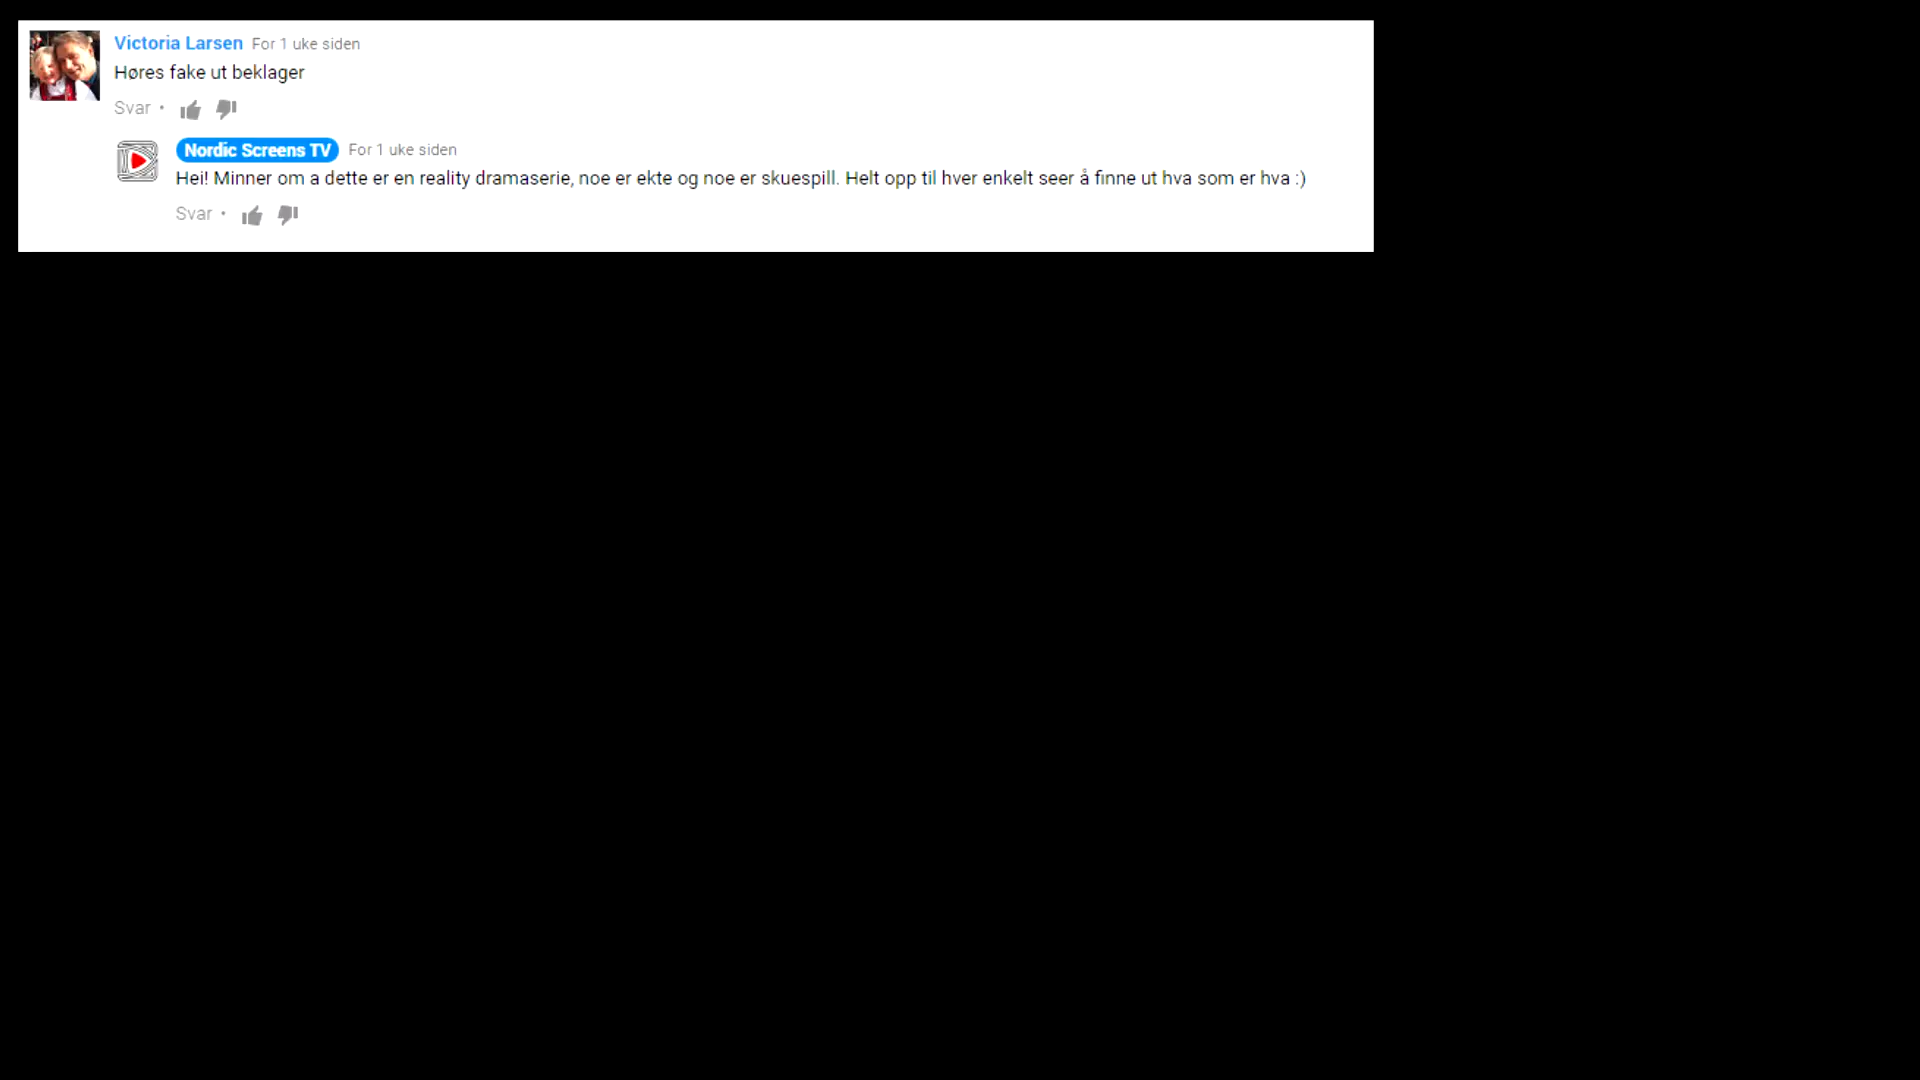 Victoria Larsen For 1 uke siden
Høres fake ut beklager
Svar •
Nordic Screens TV For 1 uke siden
Hei! Minner om a dette er en reality dramaserie, noe er ekte og noe er skuespill. Helt opp til hver enkelt seer å finne ut hva som er hva :)
Svar •